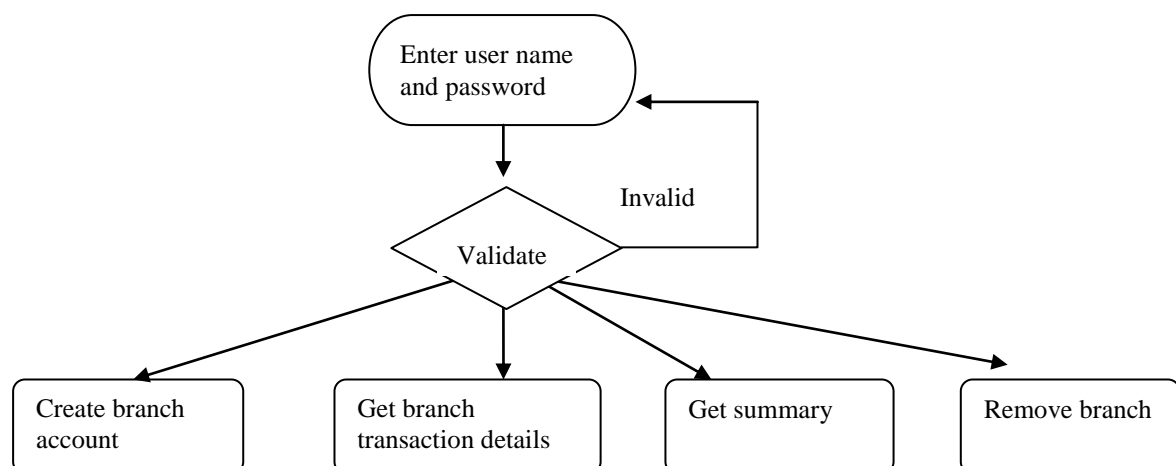 Enter user name
and password
Invalid
Validate
Create branch
account
Get branch
transaction details
Get summary
Remove branch